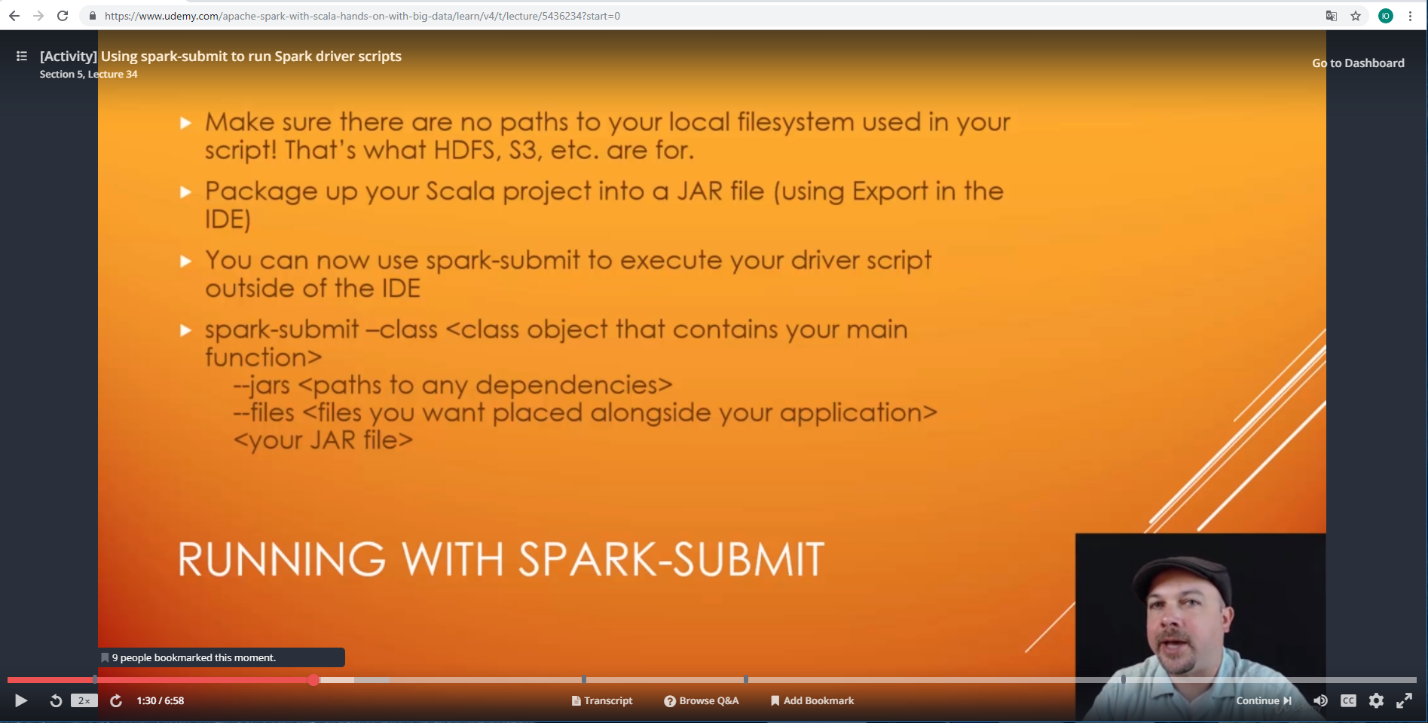 https://www.udemy.com/apache-spark-with-scala-hands-on-with-big-data/learn/v4/t/lecture/5436234?start=0
IO
[Activity] Using spark-submit to run Spark driver scripts
Section 5, Lecture 34
Go to Dashboard
Make sure there are no paths to your local filesystem used in your
script! That's what HDFS, S3, etc. are for.
Package up your Scala project into a JAR file (using Export in the
IDE)
You can now use spark-submit to execute your driver script
outside of the IDE
spark-submit –class <class object that contains your main
function>
--jars <paths to any dependencies>
--files <files you want placed alongside your application>
<your JAR file>
RUNNING WITH SPARK-SUBMIT
9 people bookmarked this moment.
2x
1:30 / 6:58
Transcript
Browse Q&A
Add Bookmark
Continue
CC